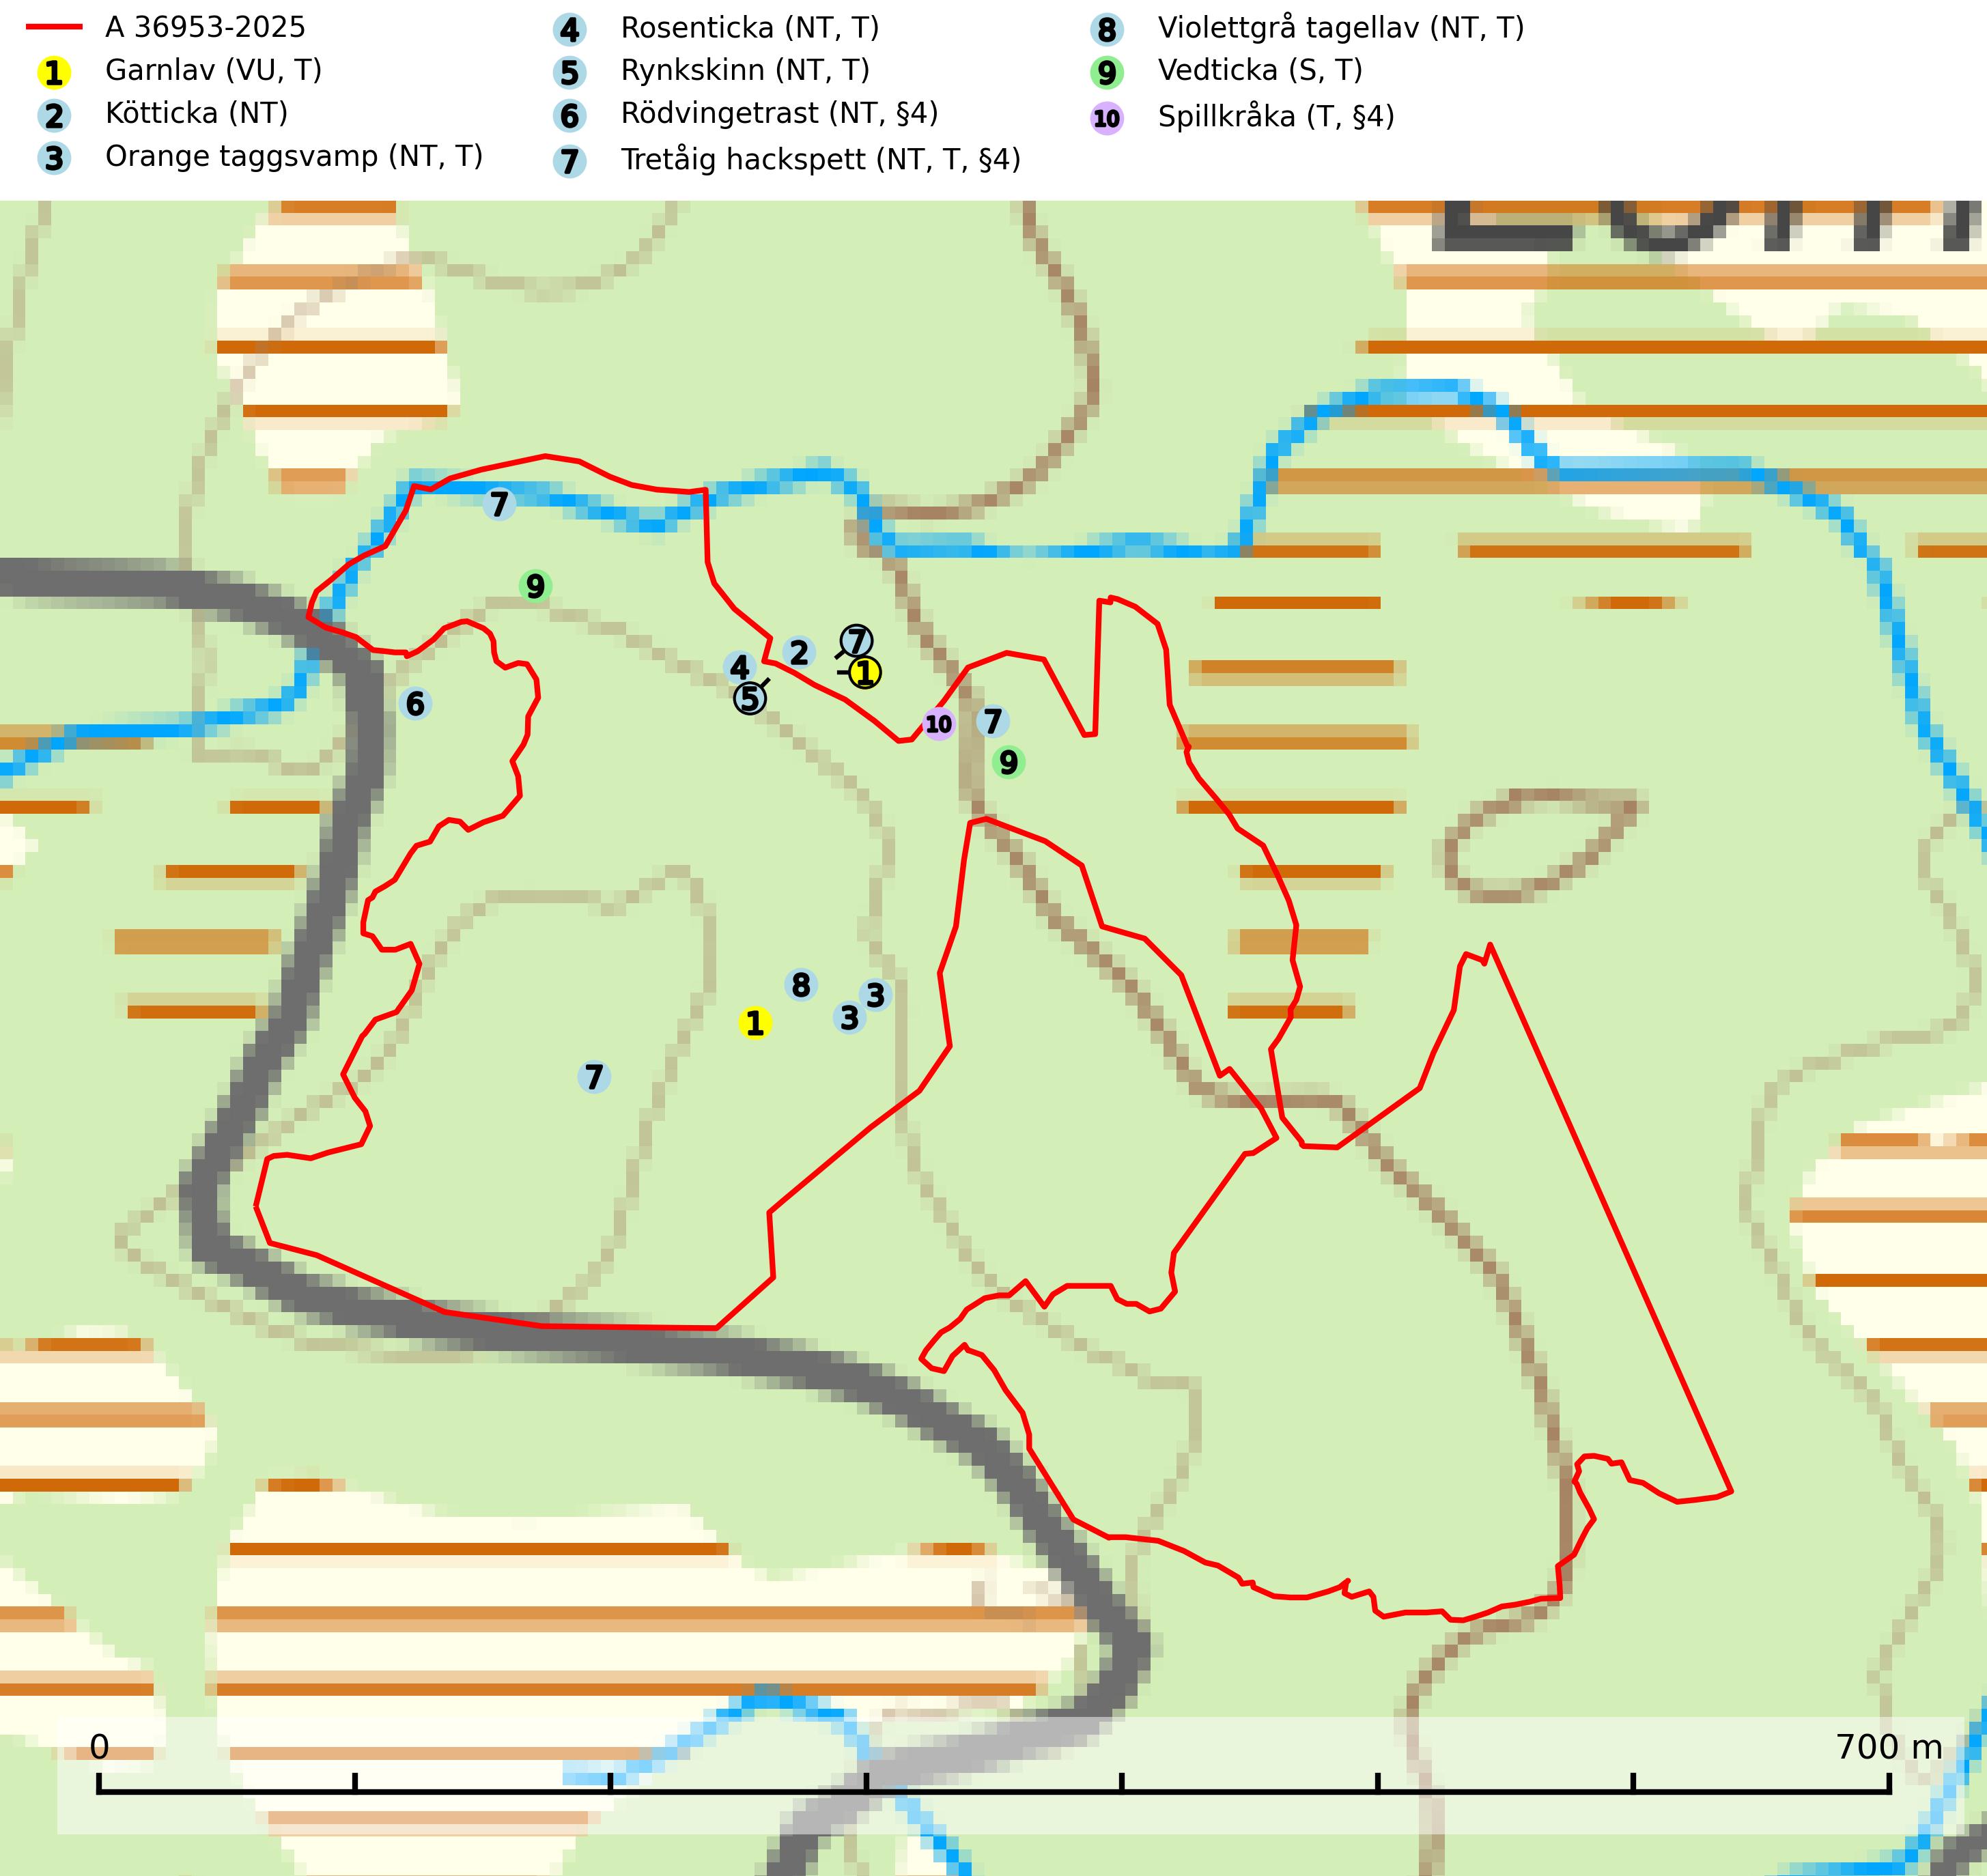 A 36953-2025
1 Garnlav (VU, T)
2 Kötticka (NT)
3 Orange taggsvamp (NT, T)
4 Rosenticka (NT, T)
5 Rynkskinn (NT, T)
6 Rödvingetrast (NT, §4)
7 Tretåig hackspett (NT, T, §4)
8 Violettgrå tagellav (NT, T)
9 Vedticka (S, T)
10 Spillkråka (T, §4)
7
9
7
2
4
1
5
6
10
7
9
8
3
3
1
7
0
700 m